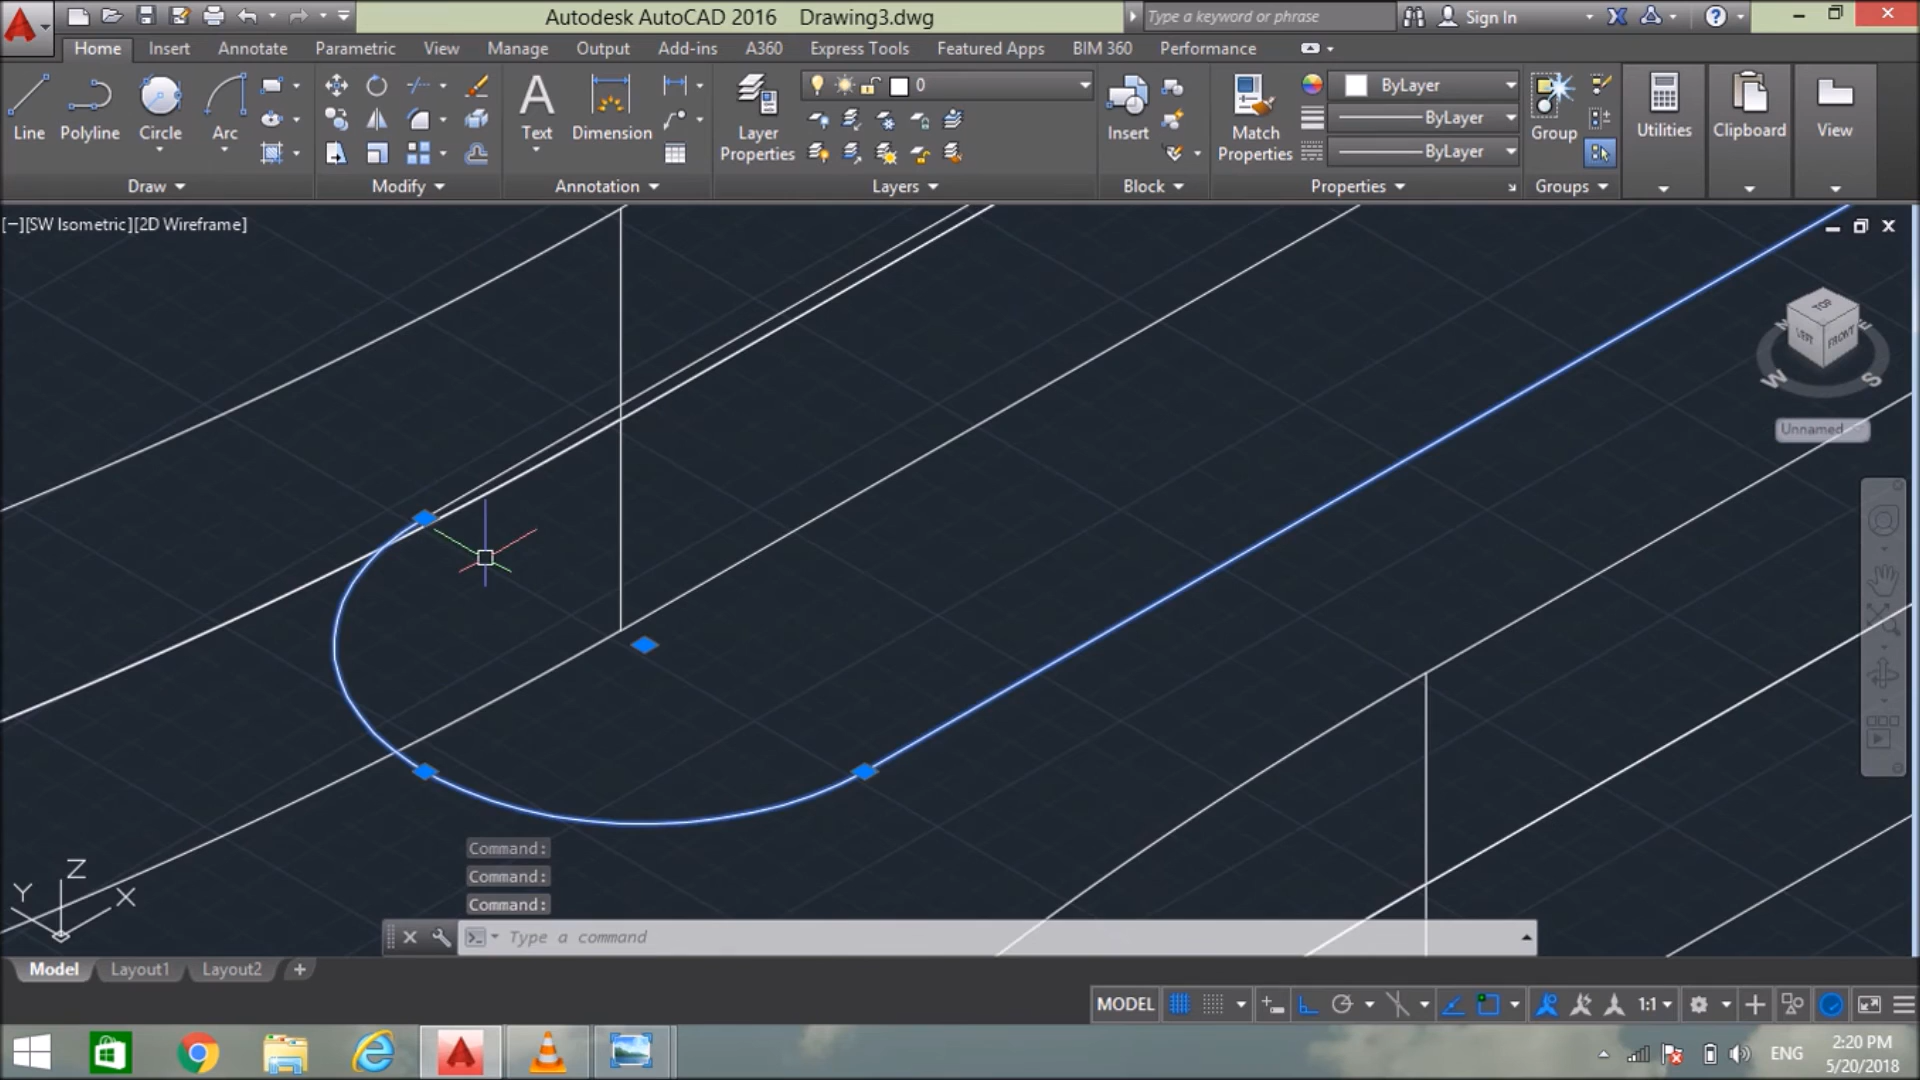 Autodesk AutoCAD 2016 Drawing3.dwg
Type a keyword or phrase
Sign In
Home Insert Annotate Parametric View Manage Output Add-ins A360 Express Tools Featured Apps BIM 360 Performance
Line Polyline Circle Arc
Text Dimension
Layer Properties
0
Insert
Match Properties
ByLayer
ByLayer
ByLayer
Group
Utilities Clipboard View
Draw Modify Annotation Layers Block Properties Groups
[−][SW Isometric][2D Wireframe]
TOP
LEFT FRONT
N E
W S
Unnamed
Command:
Command:
Command:
Z
Y X
Type a command
Model Layout1 Layout2 +
MODEL 1:1
ENG
2:20 PM
5/20/2018